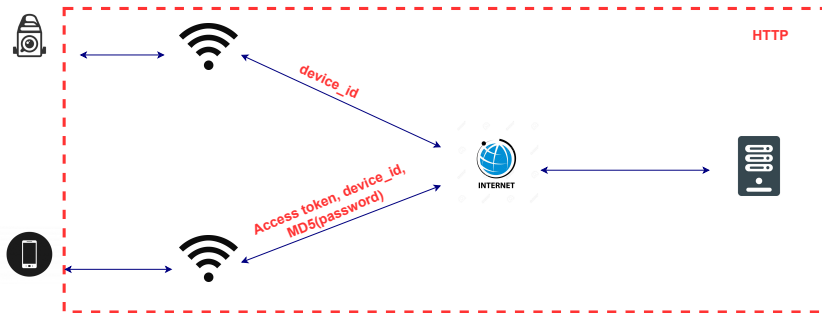 HTTP
device_id
INTERNET
Access token, device_id,
MD5(password)